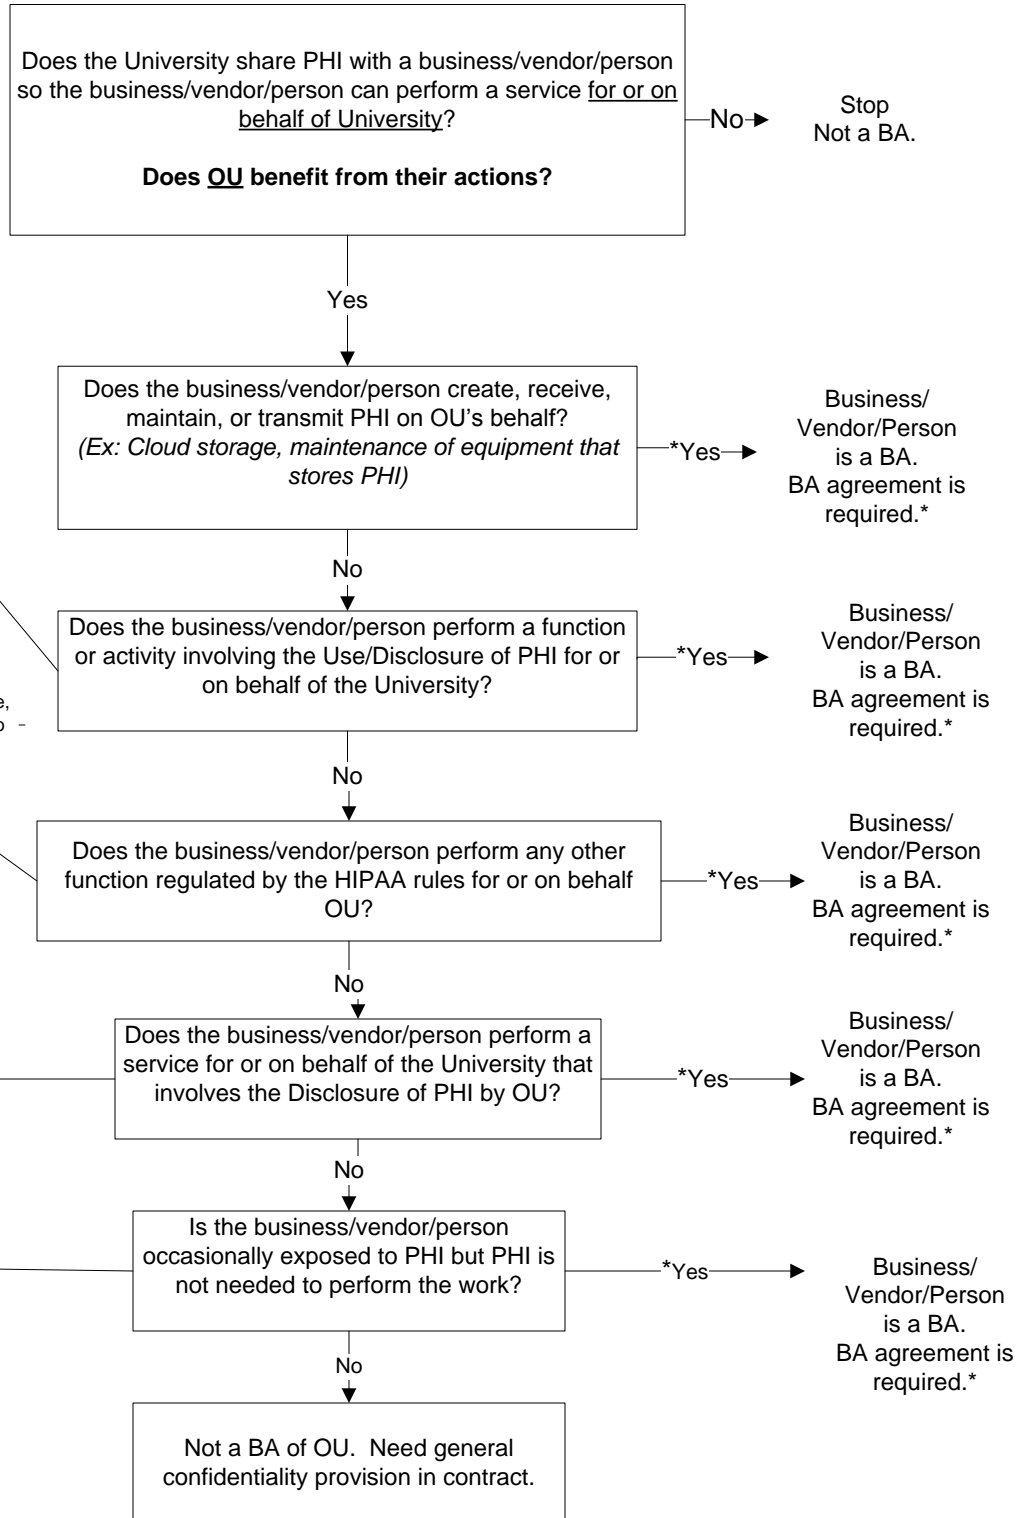 Does the University share PHI with a business/vendor/person
so the business/vendor/person can perform a service for or on
behalf of University?
Does OU benefit from their actions?
No
Stop
Not a BA.
Yes
Does the business/vendor/person create, receive,
maintain, or transmit PHI on OU's behalf?
(Ex: Cloud storage, maintenance of equipment that
stores PHI)
*Yes
Business/
Vendor/Person
is a BA.
BA agreement is
required.*
No
Does the business/vendor/person perform a function
or activity involving the Use/Disclosure of PHI for or
on behalf of the University?
*Yes
Business/
Vendor/Person
is a BA.
BA agreement is
required.*
No
Does the business/vendor/person perform any other
function regulated by the HIPAA rules for or on behalf
OU?
*Yes
Business/
Vendor/Person
is a BA.
BA agreement is
required.*
No
Does the business/vendor/person perform a
service for or on behalf of the University that
involves the Disclosure of PHI by OU?
*Yes
Business/
Vendor/Person
is a BA.
BA agreement is
required.*
No
Is the business/vendor/person
occasionally exposed to PHI but PHI is
not needed to perform the work?
*Yes
Business/
Vendor/Person
is a BA.
BA agreement is
required.*
No
Not a BA of OU.  Need general
confidentiality provision in contract.